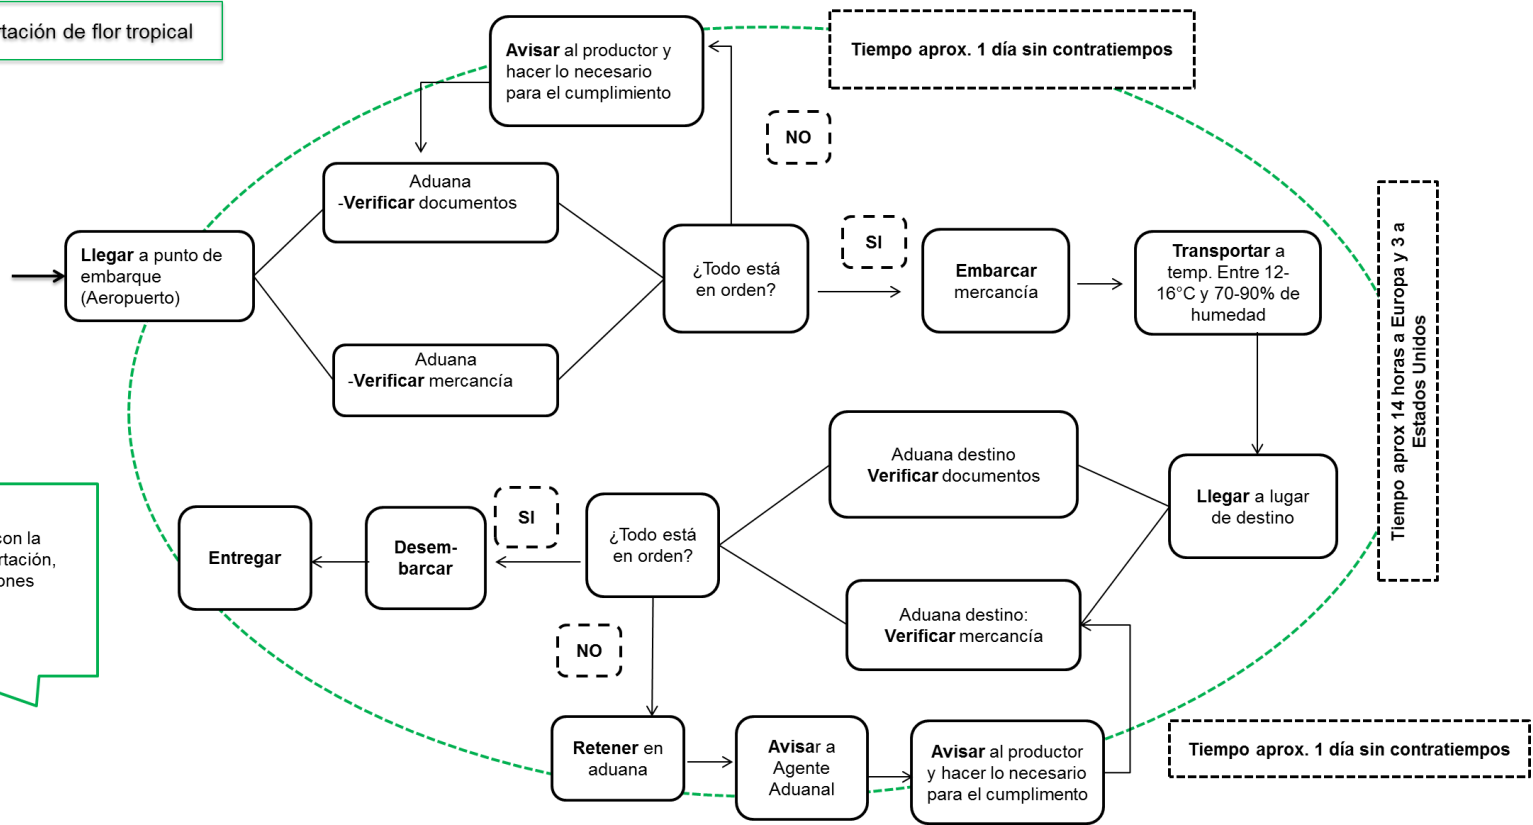 rtación de flor tropical
Avisar al productor y
hacer lo necesario
para el cumplimiento
Tiempo aprox. 1 día sin contratiempos
NO
Aduana
-Verificar documentos
Llegar a punto de
embarque
(Aeropuerto)
¿Todo está
en orden?
SI
Embarcar
mercancía
Transportar a
temp. Entre 12-
16°C y 70-90% de
humedad
Tiempo aprox 14 horas a Europa y 3 a
Estados Unidos
Aduana
-Verificar mercancía
Aduana destino
Verificar documentos
Llegar a lugar
de destino
con la
rtación,
ones
Entregar
Desem-
barcar
SI
¿Todo está
en orden?
Aduana destino:
Verificar mercancía
NO
Retener en
aduana
Avisar a
Agente
Aduanal
Avisar al productor
y hacer lo necesario
para el cumplimento
Tiempo aprox. 1 día sin contratiempos